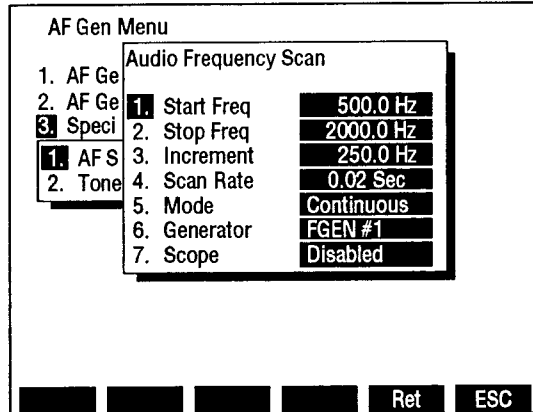 AF Gen Menu
1. AF Ge
2. AF Ge
3. Speci
1. AF S
2. Tone
Audio Frequency Scan
1. Start Freq 500.0 Hz
2. Stop Freq 2000.0 Hz
3. Increment 250.0 Hz
4. Scan Rate 0.02 Sec
5. Mode Continuous
6. Generator FGEN #1
7. Scope Disabled
Ret ESC